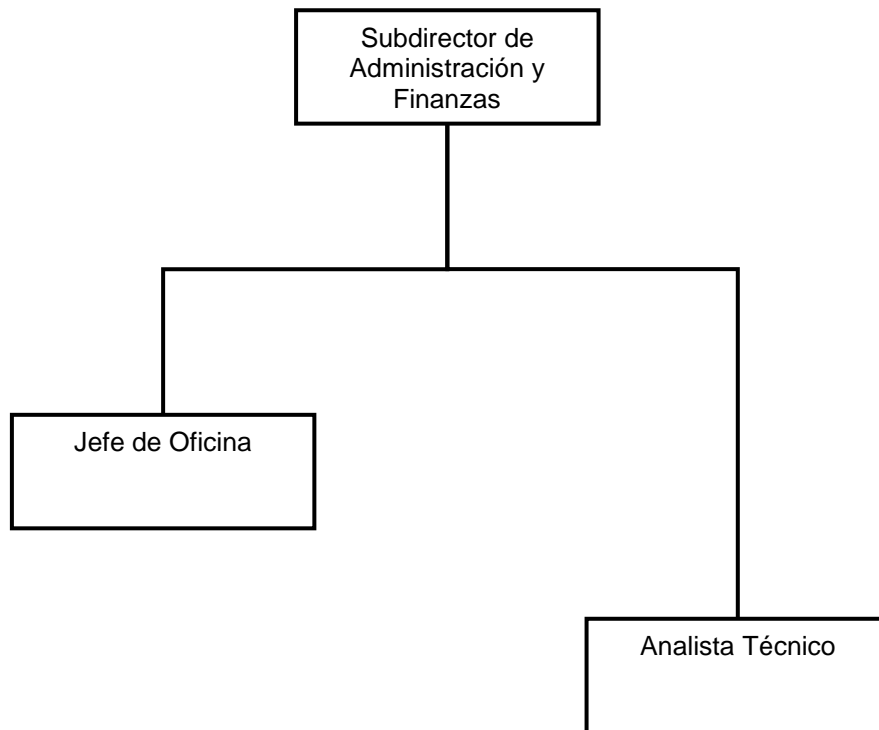 Subdirector de
Administración y
Finanzas
Jefe de Oficina
Analista Técnico